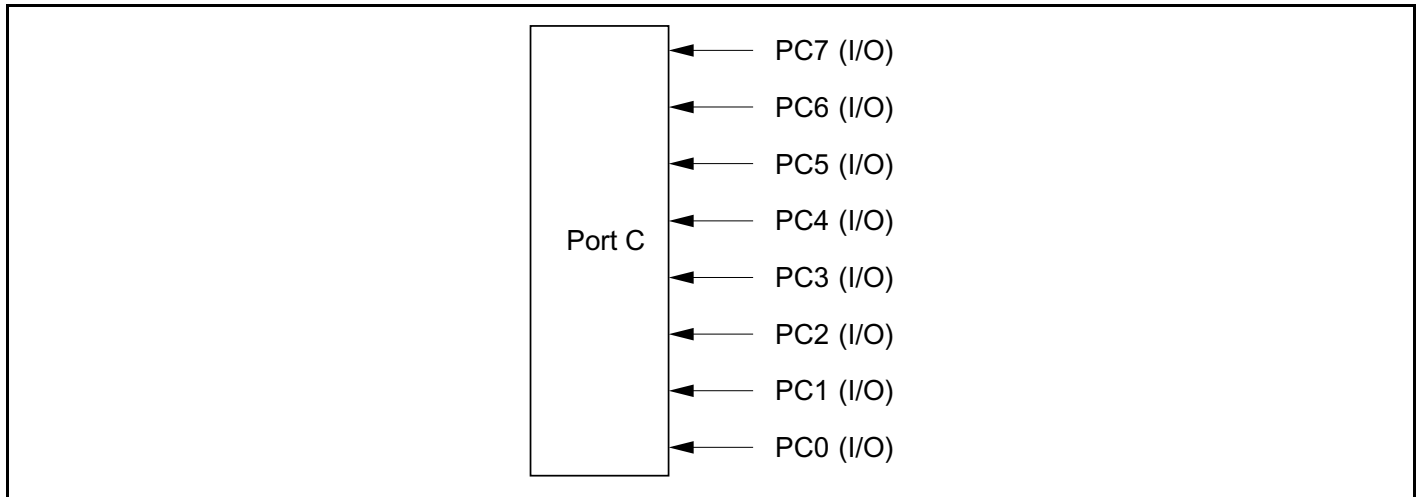 PC7 (I/O)
PC6 (I/O)
PC5 (I/O)
PC4 (I/O)
Port C
PC3 (I/O)
PC2 (I/O)
PC1 (I/O)
PC0 (I/O)